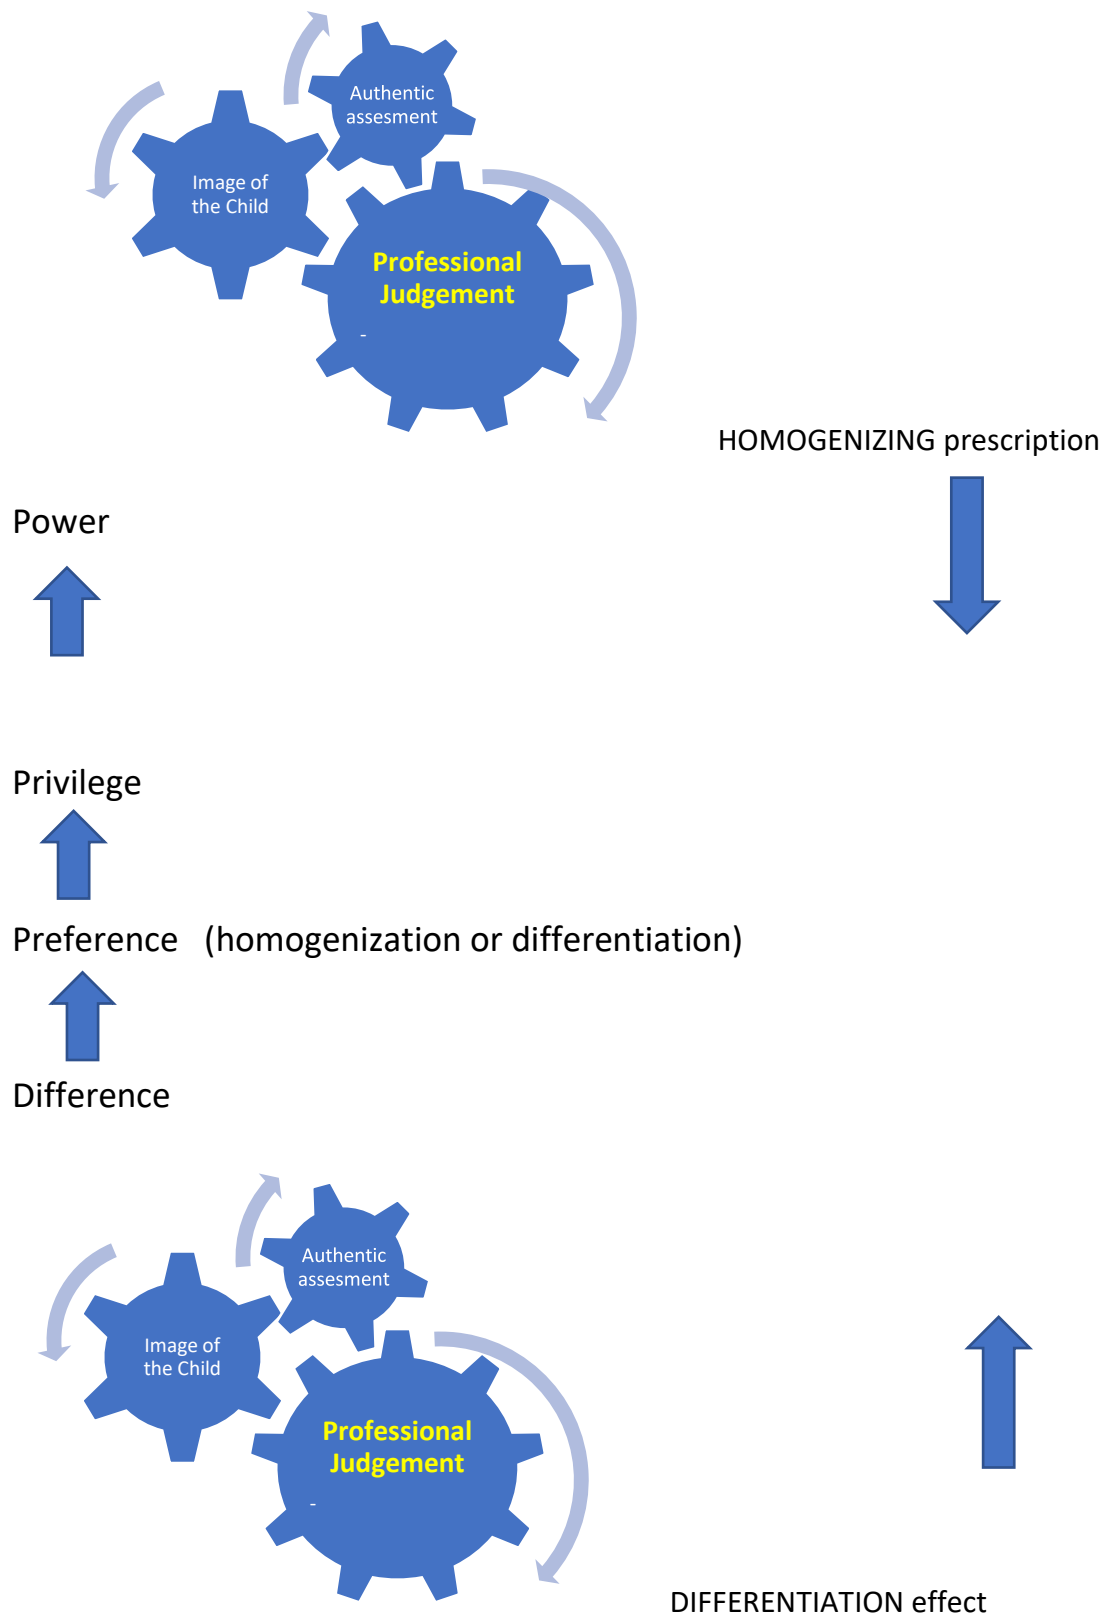 Authentic
assesment
Image of
the Child
Professional
Judgement
-
HOMOGENIZING prescription
Power
Privilege
Preference (homogenization or differentiation)
Difference
Authentic
assesment
Image of
the Child
Professional
Judgement
-
DIFFERENTIATION effect